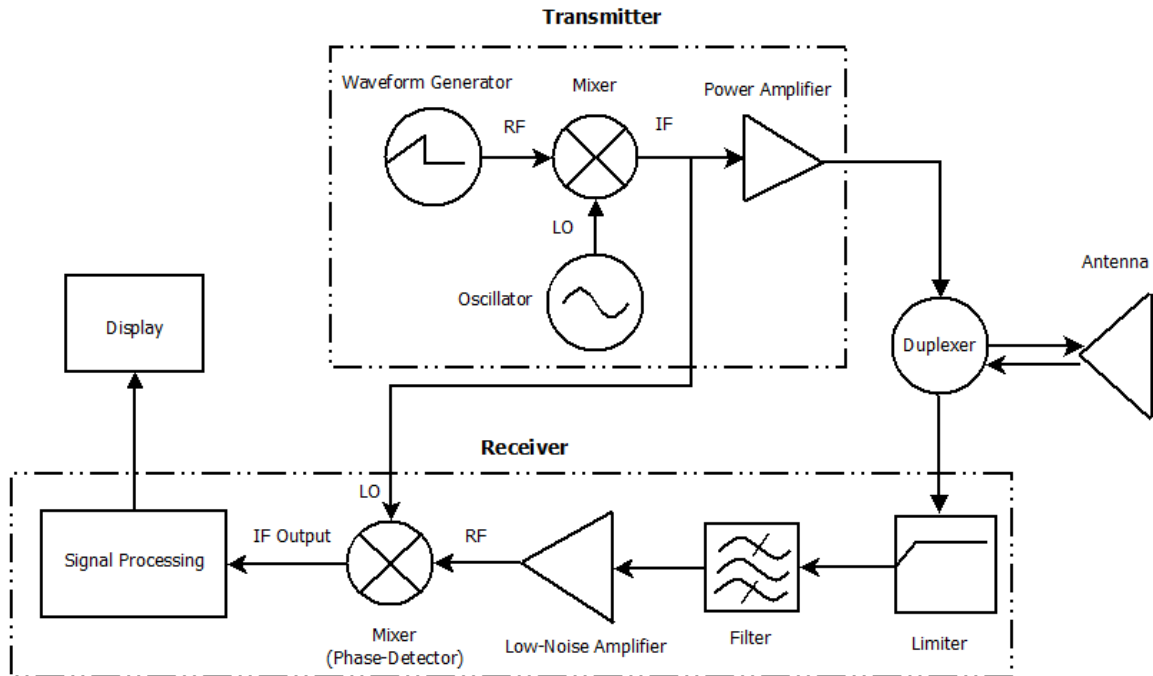 Transmitter
Waveform Generator
Mixer
Power Amplifier
RF
IF
LO
Oscillator
Antenna
Display
Duplexer
Receiver
LO
Signal Processing
IF Output
RF
Mixer
(Phase-Detector)
Low-Noise Amplifier
Filter
Limiter